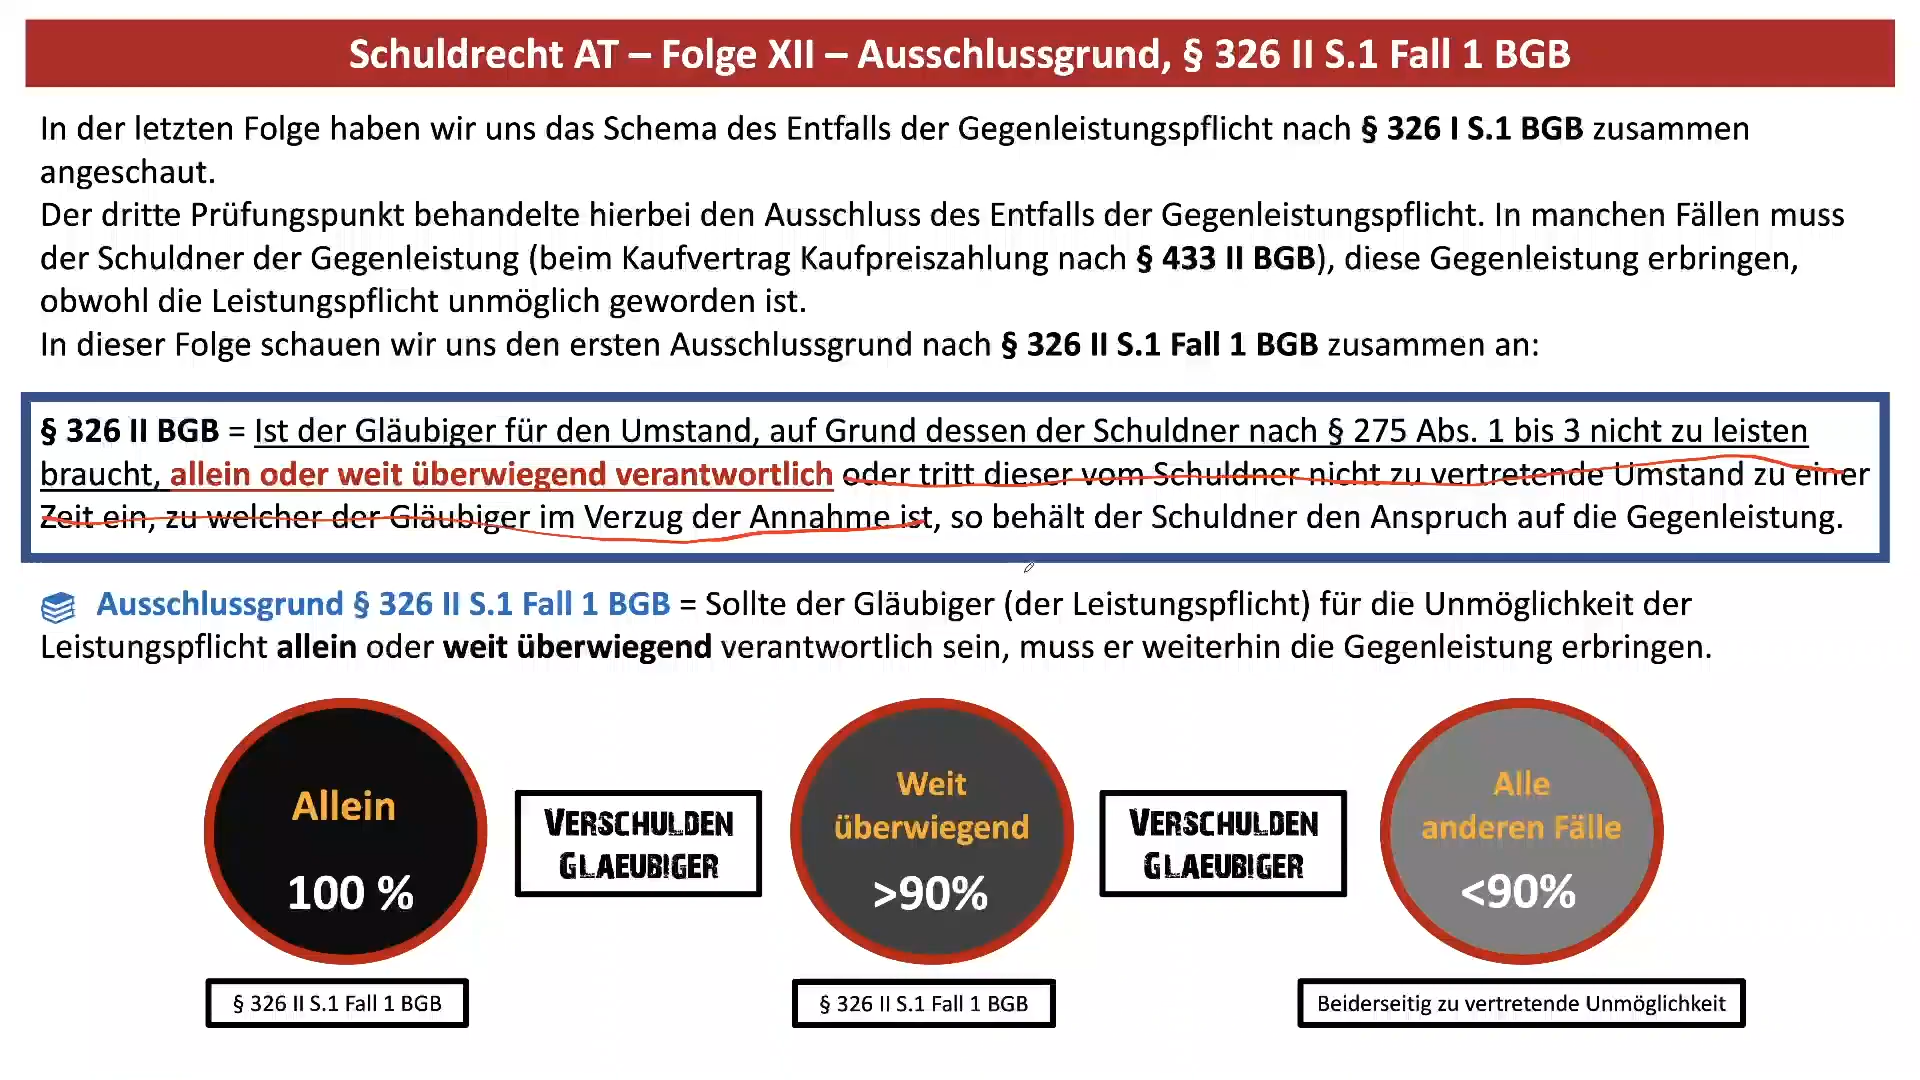 Schuldrecht AT – Folge XII – Ausschlussgrund, § 326 II S.1 Fall 1 BGB
In der letzten Folge haben wir uns das Schema des Entfalls der Gegenleistungspflicht nach § 326 I S.1 BGB zusammen
angeschaut.
Der dritte Prüfungspunkt behandelte hierbei den Ausschluss des Entfalls der Gegenleistungspflicht. In manchen Fällen muss
der Schuldner der Gegenleistung (beim Kaufvertrag Kaufpreiszahlung nach § 433 II BGB), diese Gegenleistung erbringen,
obwohl die Leistungspflicht unmöglich geworden ist.
In dieser Folge schauen wir uns den ersten Ausschlussgrund nach § 326 II S.1 Fall 1 BGB zusammen an:
§ 326 II BGB = Ist der Gläubiger für den Umstand, auf Grund dessen der Schuldner nach § 275 Abs. 1 bis 3 nicht zu leisten
braucht, allein oder weit überwiegend verantwortlich oder tritt dieser vom Schuldner nicht zu vertretende Umstand zu einer
Zeit ein, zu welcher der Gläubiger im Verzug der Annahme ist, so behält der Schuldner den Anspruch auf die Gegenleistung.
Ausschlussgrund § 326 II S.1 Fall 1 BGB = Sollte der Gläubiger (der Leistungspflicht) für die Unmöglichkeit der
Leistungspflicht allein oder weit überwiegend verantwortlich sein, muss er weiterhin die Gegenleistung erbringen.
Allein
100 %
VERSCHULDEN
GLAEUBIGER
Weit
überwiegend
>90%
VERSCHULDEN
GLAEUBIGER
Alle
anderen Fälle
<90%
§ 326 II S.1 Fall 1 BGB
§ 326 II S.1 Fall 1 BGB
Beiderseitig zu vertretende Unmöglichkeit